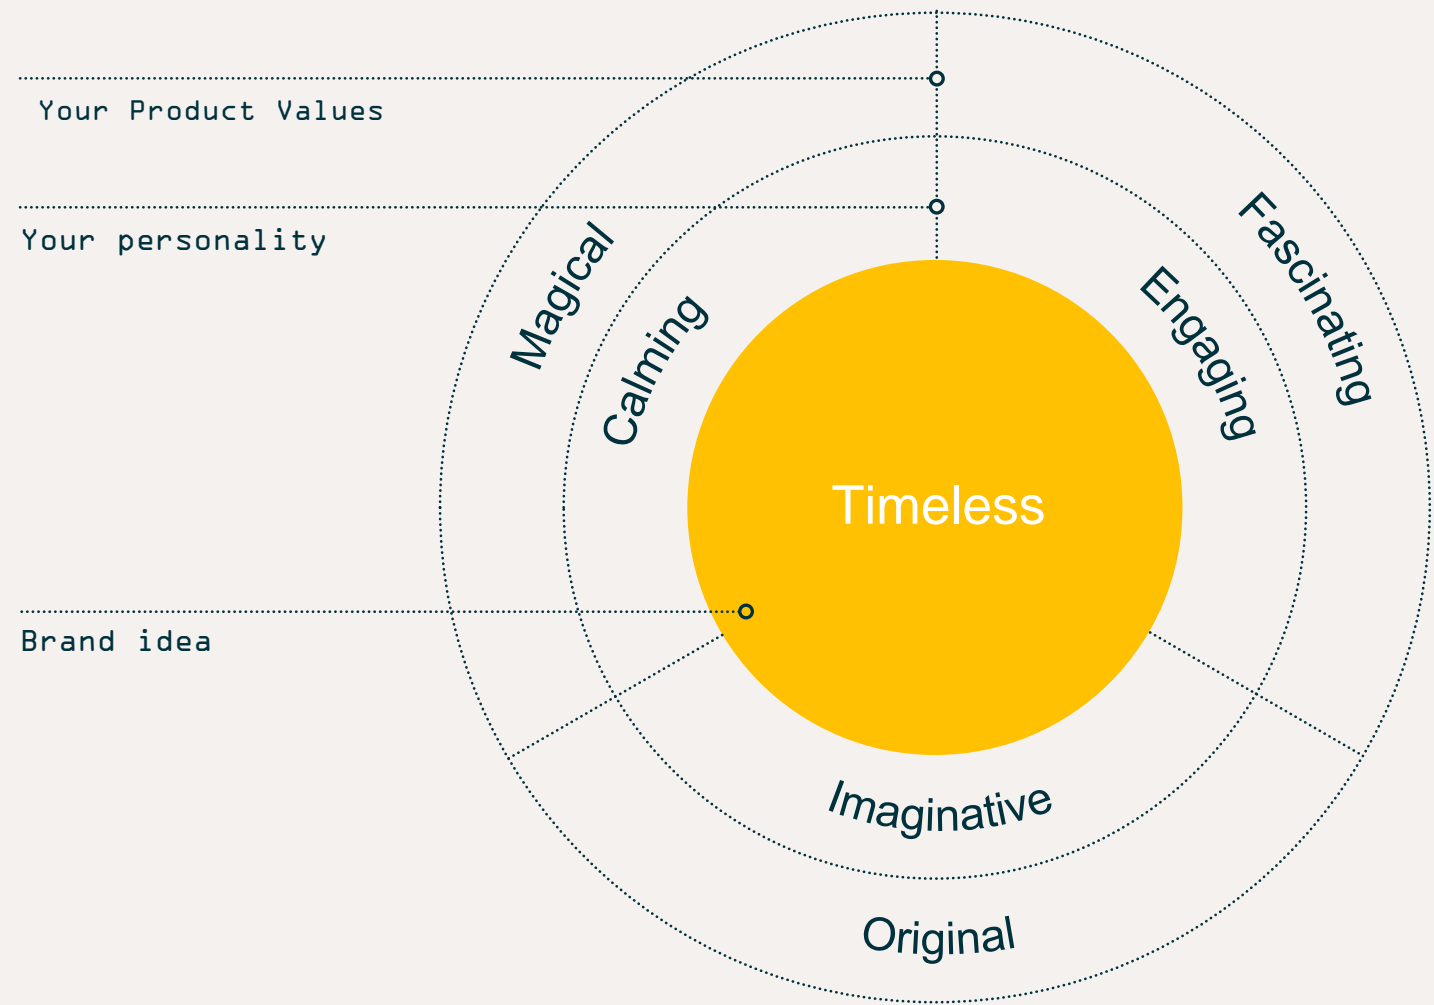 Your Product Values
Your personality
Magical
Fascinating
Calming
Engaging
Timeless
Brand idea
Imaginative
Original